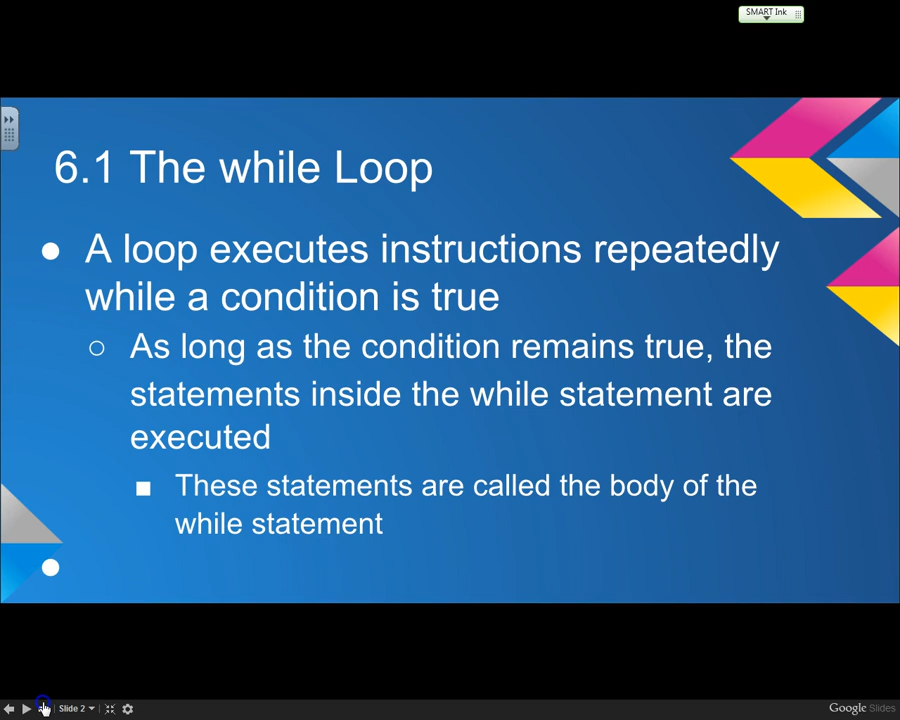 SMART Ink
6.1 The while Loop
● A loop executes instructions repeatedly
while a condition is true
○ As long as the condition remains true, the
statements inside the while statement are
executed
■ These statements are called the body of the
while statement
●
Slide 2
Google Slides